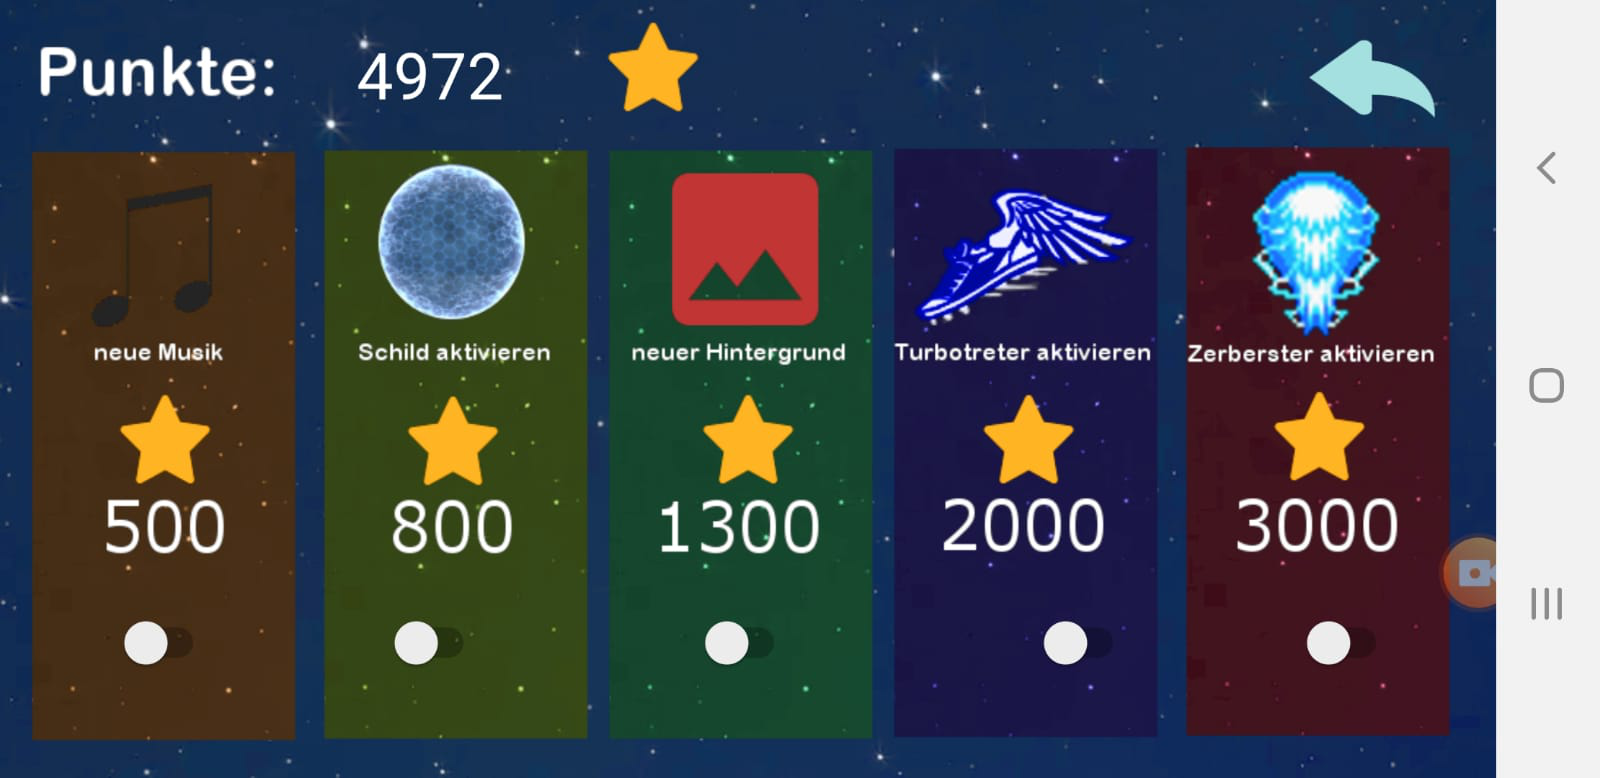 Punkte: 4972
neue Musik
500
Schild aktivieren
800
neuer Hintergrund
1300
Turbotreter aktivieren
2000
Zerberster aktivieren
3000